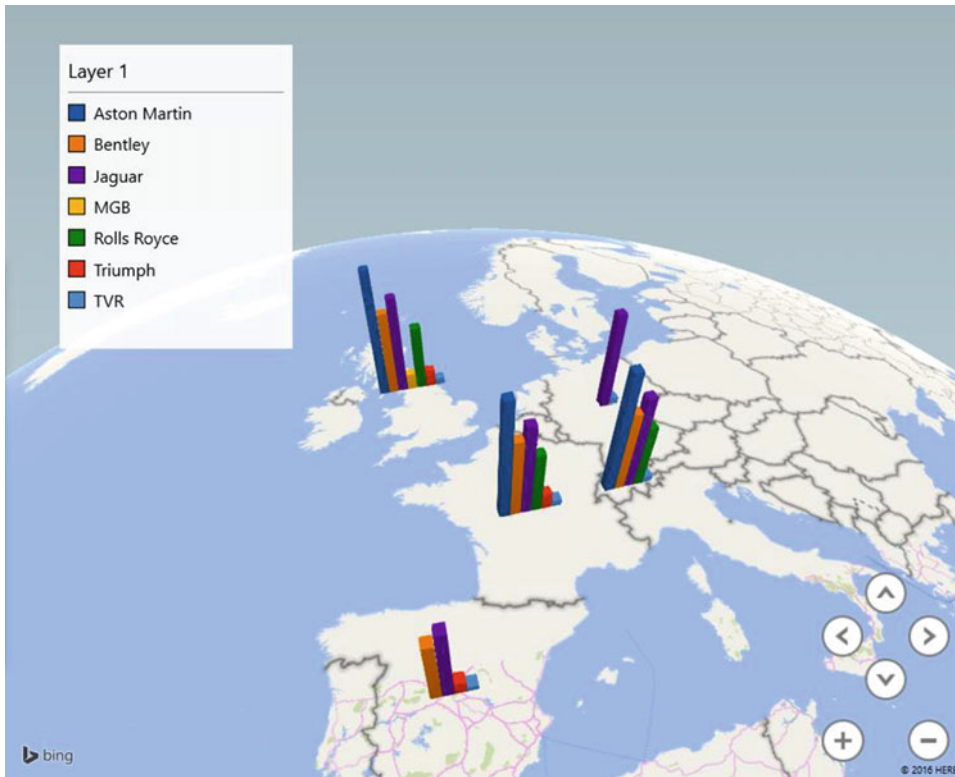 Layer 1
Aston Martin
Bentley
Jaguar
MGB
Rolls Royce
Triumph
TVR
bing
© 2016 HERE